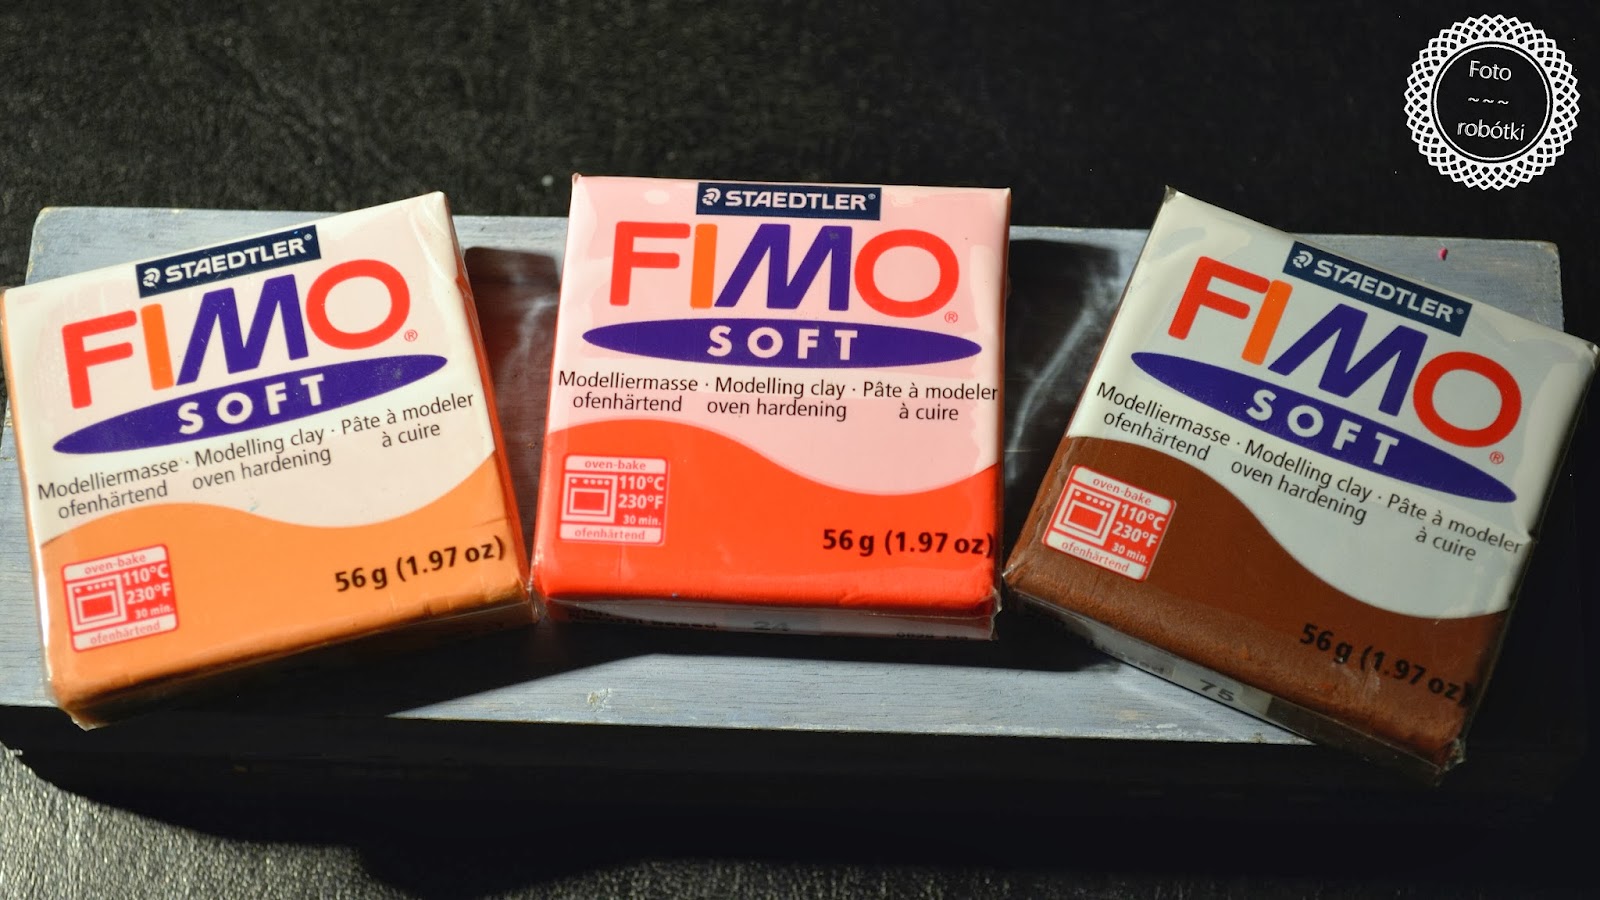 Foto
~~~
robótki
STAEDTLER®
FIMO®
SOFT
Modelliermasse · Modelling clay · Pâte à modeler
ofenhärtend oven hardening à cuire
oven-bake
110°C
230°F
30 min.
ofenhärtend
56 g (1.97 oz)
STAEDTLER®
FIMO®
SOFT
Modelliermasse · Modelling clay · Pâte à modeler
ofenhärtend oven hardening à cuire
oven-bake
110°C
230°F
30 min.
ofenhärtend
56 g (1.97 oz)
24
STAEDTLER®
FIMO®
SOFT
Modelliermasse · Modelling clay · Pâte à modeler
ofenhärtend oven hardening à cuire
oven-bake
110°C
230°F
30 min.
ofenhärtend
56 g (1.97 oz)
75